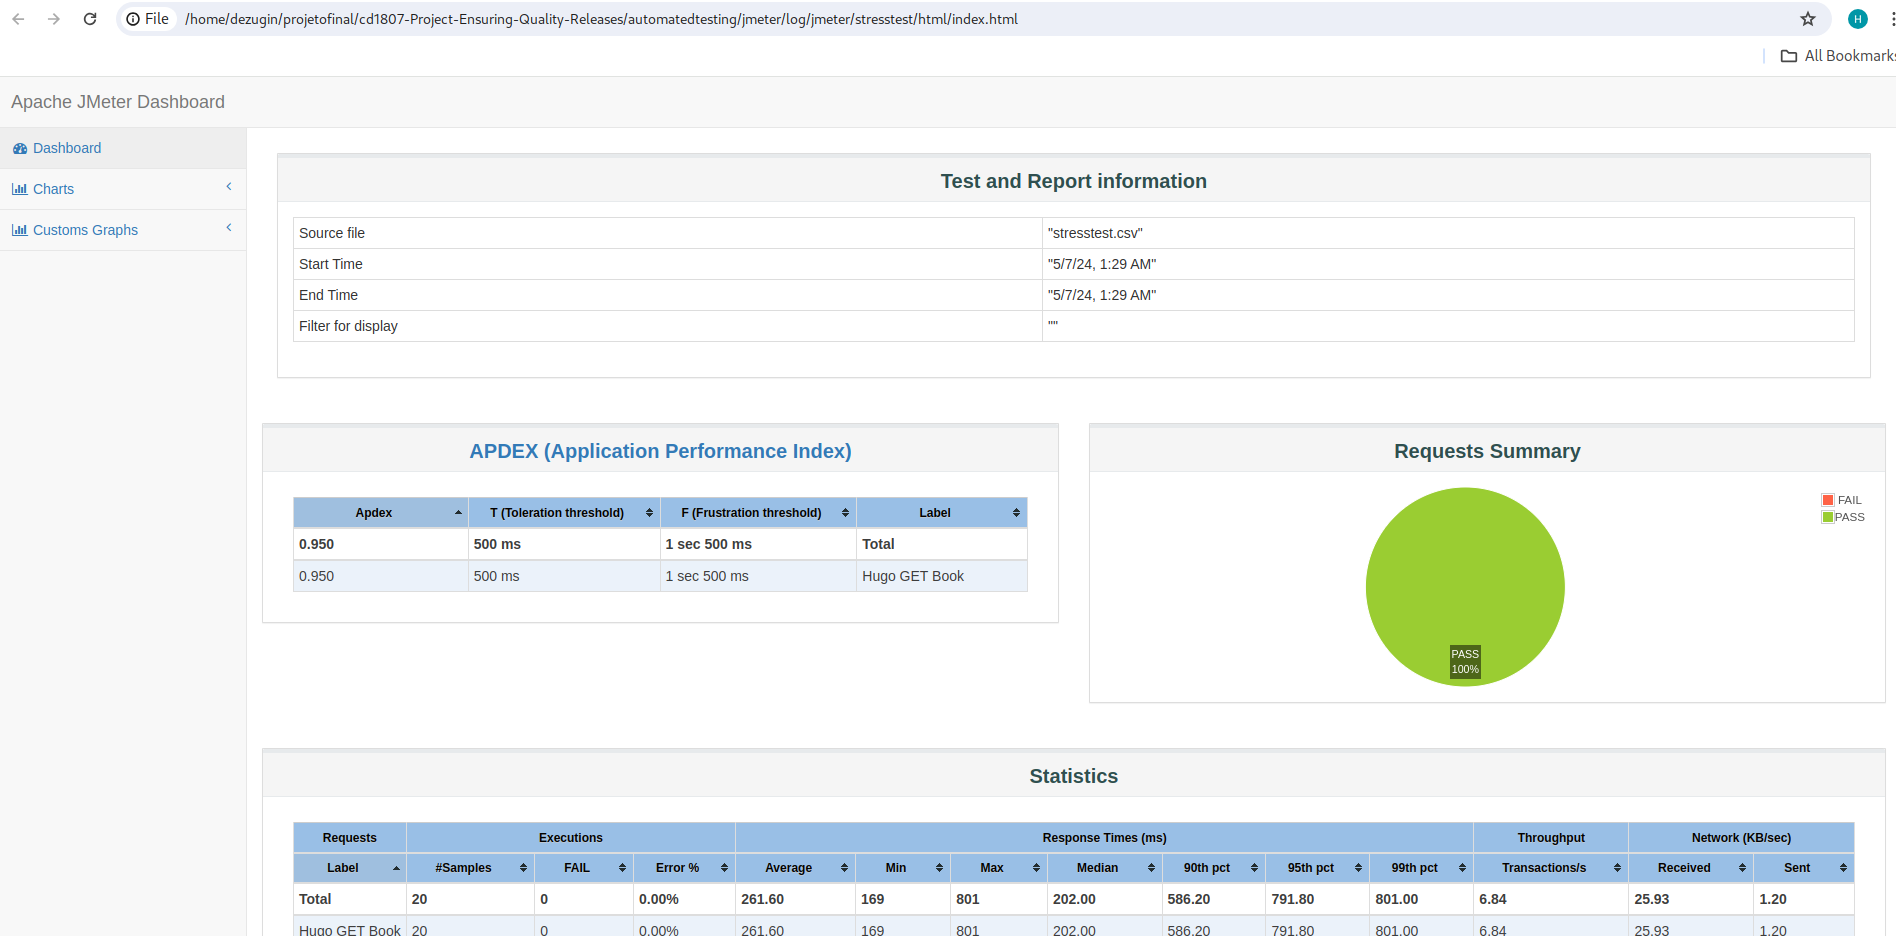 File /home/dezugin/projetofinal/cd1807-Project-Ensuring-Quality-Releases/automatedtesting/jmeter/log/jmeter/stresstest/html/index.html H
All Bookmarks
Apache JMeter Dashboard
Dashboard
Charts
Customs Graphs
Test and Report information
Source file "stresstest.csv"
Start Time "5/7/24, 1:29 AM"
End Time "5/7/24, 1:29 AM"
Filter for display ""
APDEX (Application Performance Index)
Apdex T (Toleration threshold) F (Frustration threshold) Label
0.950 500 ms 1 sec 500 ms Total
0.950 500 ms 1 sec 500 ms Hugo GET Book
Requests Summary
FAIL
PASS
PASS
100%
Statistics
Requests Executions Response Times (ms) Throughput Network (KB/sec)
Label #Samples FAIL Error % Average Min Max Median 90th pct 95th pct 99th pct Transactions/s Received Sent
Total 20 0 0.00% 261.60 169 801 202.00 586.20 791.80 801.00 6.84 25.93 1.20
Hugo GET Book 20 0 0.00% 261.60 169 801 202.00 586.20 791.80 801.00 6.84 25.93 1.20